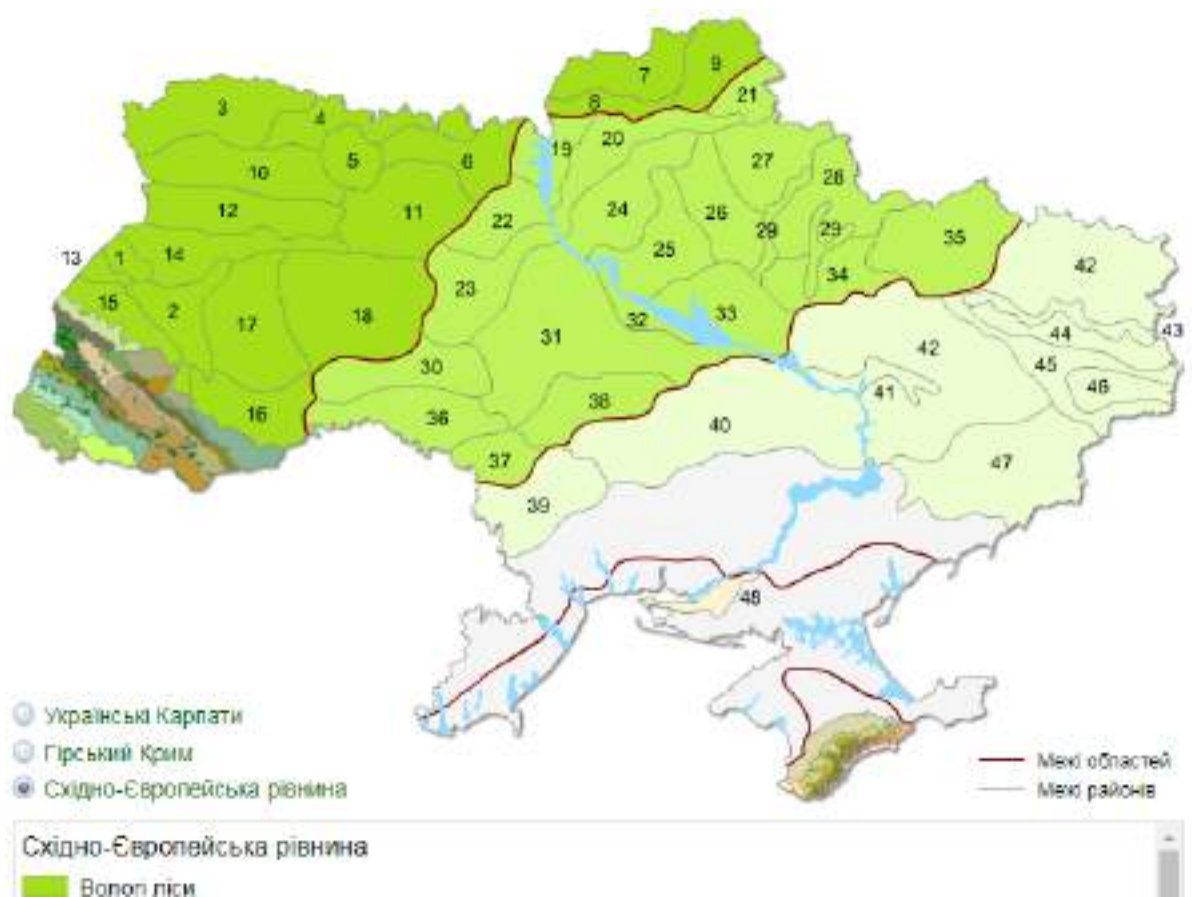 7 9
3 8 21
4 20
19
5 6 27
10 28
12 11 22 24 26 29 29 35
25 34
13 1 14 42
15 2 17 18 23 32 33 44 43
31 42 45
30 41 46
16 36 38 40
37 47
39
48
Українські Карпати
Гірський Крим
Східно-Європейська рівнина
Межі областей
Межі районів
Східно-Європейська рівнина
Вологі ліси